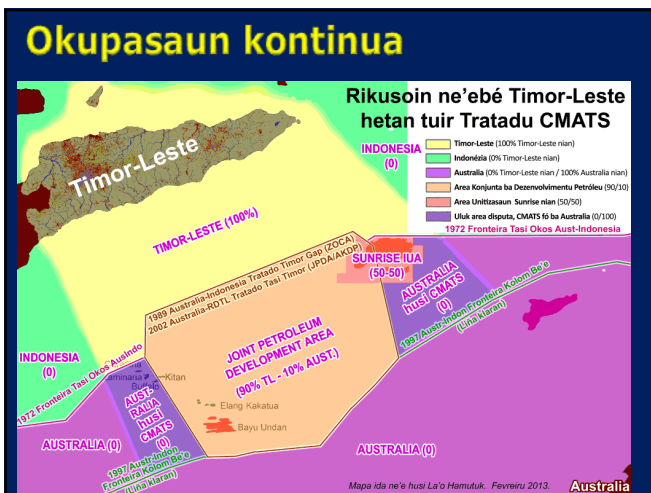 Okupasaun kontinua
Rikusoin ne'ebé Timor-Leste
hetan tuir Tratadu CMATS
Timor-Leste (100% Timor-Leste nian)
Indonézia (0% Timor-Leste nian)
Australia (0% Timor-Leste nian / 100% Australia nian)
Area Konjunta ba Dezenvolvimentu Petróleu (90/10)
Area Unitizasaun Sunrise nian (50/50)
Uluk area disputa, CMATS fó ba Australia (0/100)
1972 Fronteira Tasi Okos Aust-Indonesia
INDONESIA
(0)
Timor-Leste
TIMOR-LESTE (100%)
1989 Australia-Indonesia Tratado Timor Gap (ZOCA)
2002 Australia-RDTL Tratado Tasi Timor (JPDA/AKDP)
SUNRISE IUA
(50-50)
AUSTRALIA
husi CMATS
(0)
1997 Austr-Indon Fronteira Kolom Be'e
(Liña klaran)
JOINT PETROLEUM
DEVELOPMENT AREA
(90% TL - 10% AUST.)
INDONESIA
(0)
1972 Fronteira Tasi Okos AusIndo
Buffalo
Kitan
AUST-
RALIA
husi
CMATS
(0)
Elang Kakatua
Bayu Undan
AUSTRALIA (0)
1997 Austr-Indon
Fronteira Kolom Be'e
(Liña klaran)
AUSTRALIA (0)
Mapa ida ne'e husi La'o Hamutuk. Fevreiru 2013.
Australia